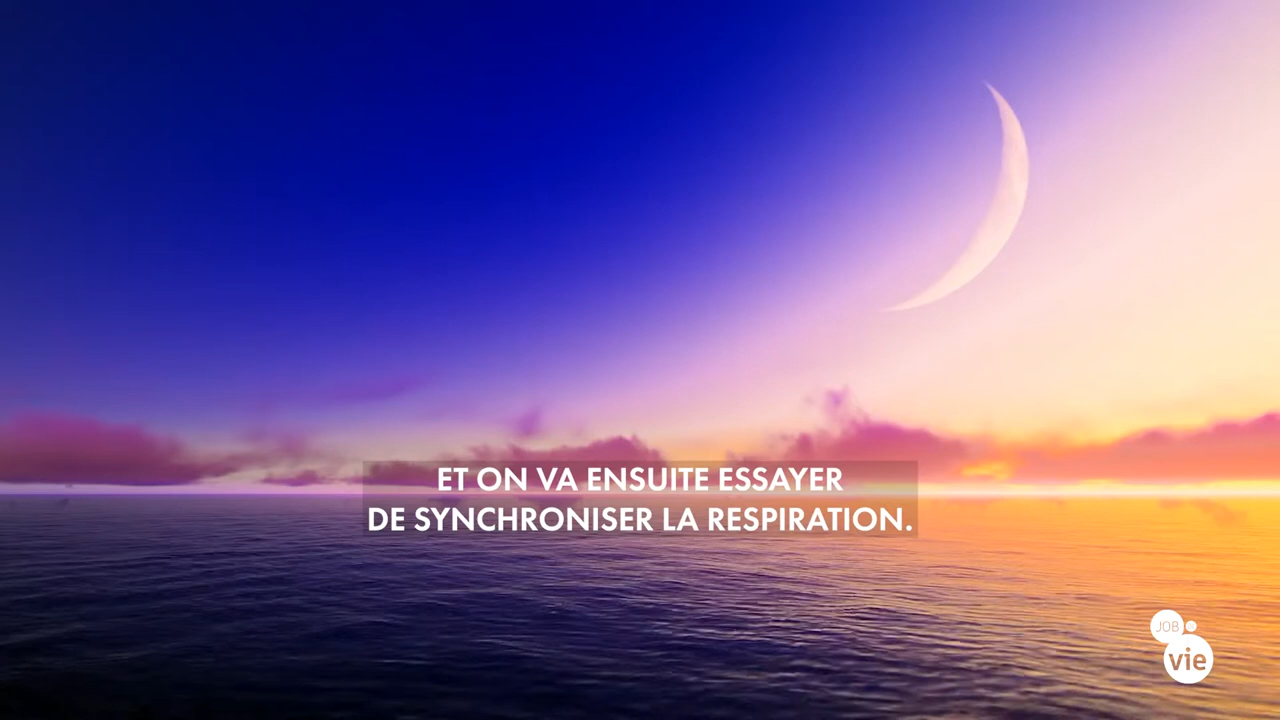 ET ON VA ENSUITE ESSAYER
DE SYNCHRONISER LA RESPIRATION.
JOB
vie